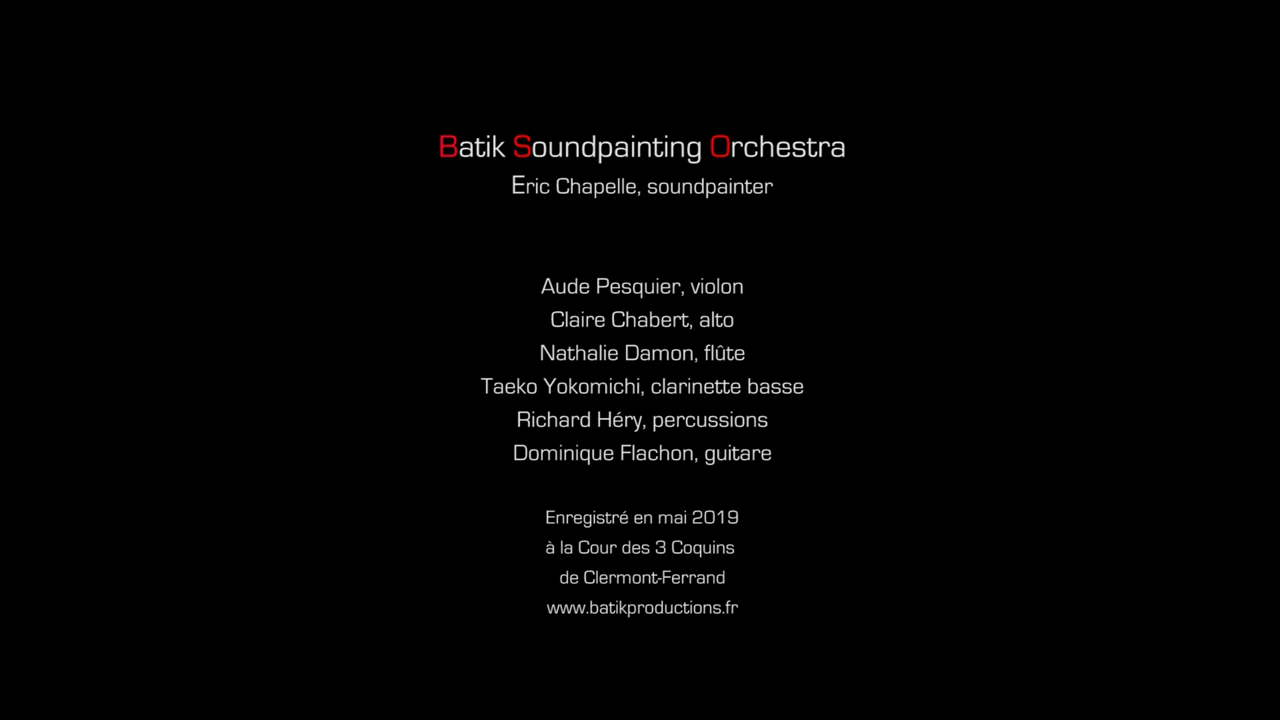 Batik Soundpainting Orchestra
Eric Chapelle, soundpainter
Aude Pesquier, violon
Claire Chabert, alto
Nathalie Damon, flûte
Taeko Yokomichi, clarinette basse
Richard Héry, percussions
Dominique Flachon, guitare
Enregistré en mai 2019
à la Cour des 3 Coquins
de Clermont-Ferrand
www.batikproductions.fr